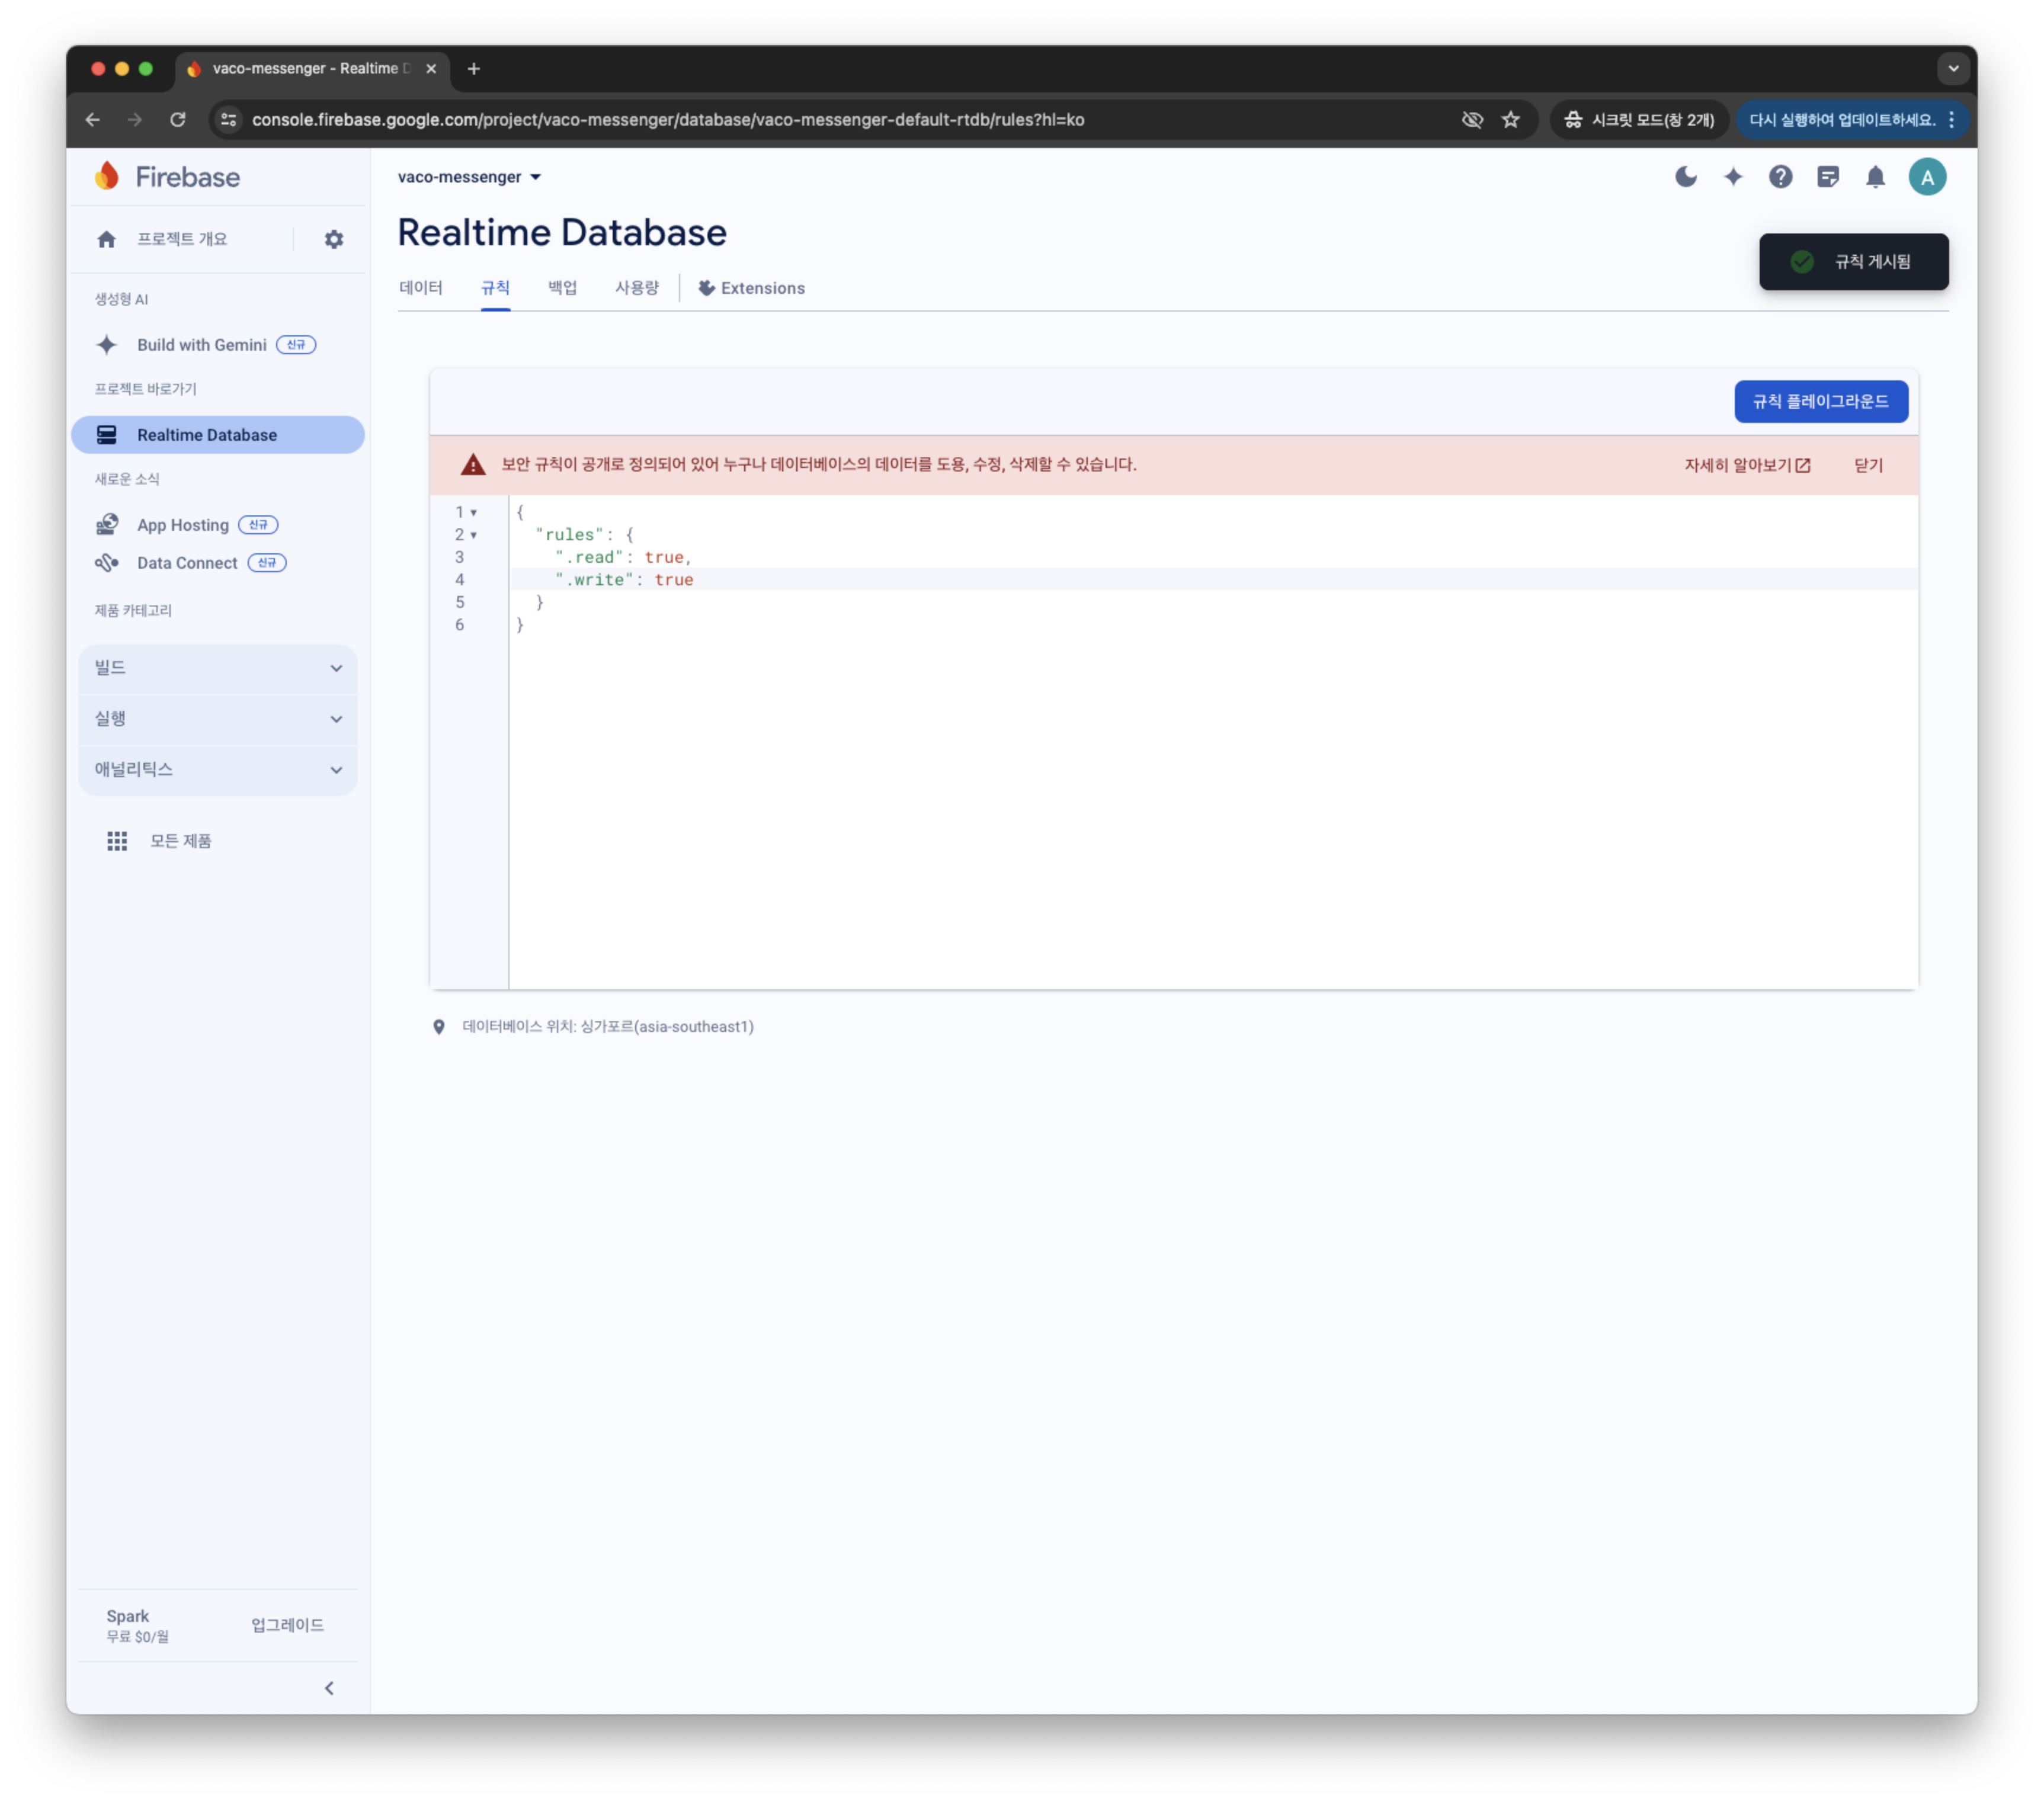 vaco-messenger - Realtime D
console.firebase.google.com/project/vaco-messenger/database/vaco-messenger-default-rtdb/rules?hl=ko
시크릿 모드(창 2개)
다시 실행하여 업데이트하세요.
Firebase
프로젝트 개요
생성형 AI
Build with Gemini 신규
프로젝트 바로가기
Realtime Database
새로운 소식
App Hosting 신규
Data Connect 신규
제품 카테고리
빌드
실행
애널리틱스
모든 제품
Spark
무료 $0/월
업그레이드
vaco-messenger
A
Realtime Database
규칙 게시됨
데이터 규칙 백업 사용량 Extensions
규칙 플레이그라운드
보안 규칙이 공개로 정의되어 있어 누구나 데이터베이스의 데이터를 도용, 수정, 삭제할 수 있습니다.
자세히 알아보기 닫기
1 {
2 "rules": {
3 ".read": true,
4 ".write": true
5 }
6 }
데이터베이스 위치: 싱가포르(asia-southeast1)